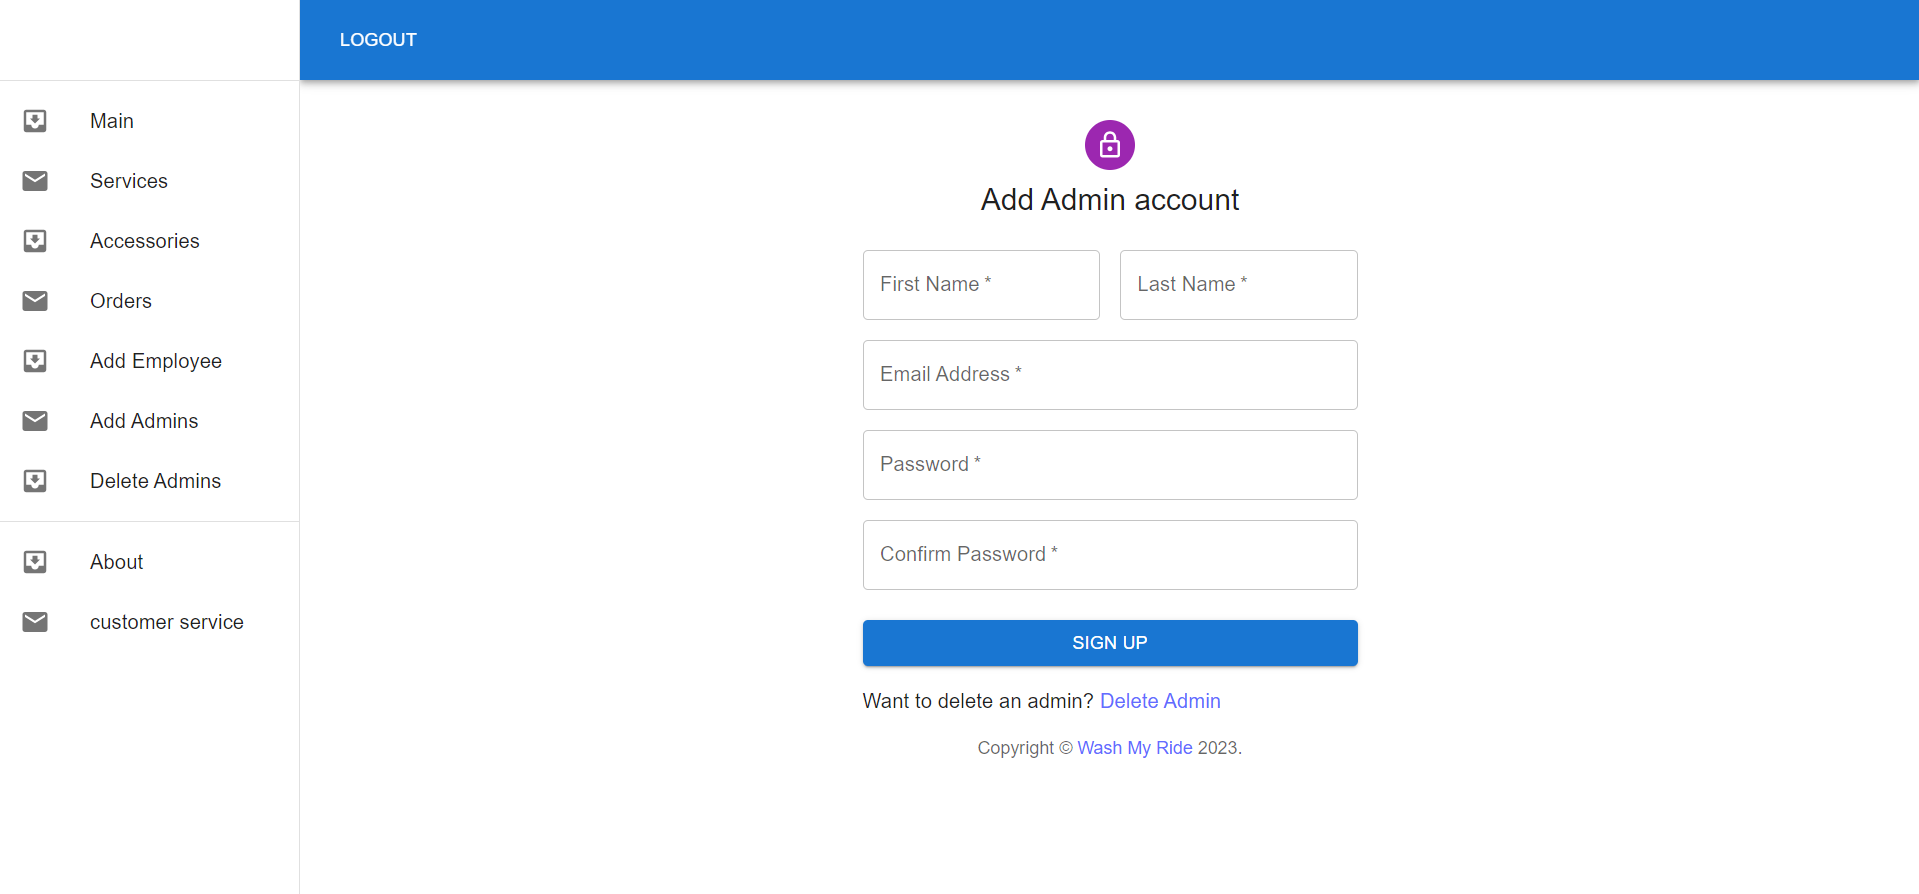 LOGOUT
Main
Services
Accessories
Orders
Add Employee
Add Admins
Delete Admins
About
customer service
Add Admin account
First Name *
Last Name *
Email Address *
Password *
Confirm Password *
SIGN UP
Want to delete an admin? Delete Admin
Copyright © Wash My Ride 2023.